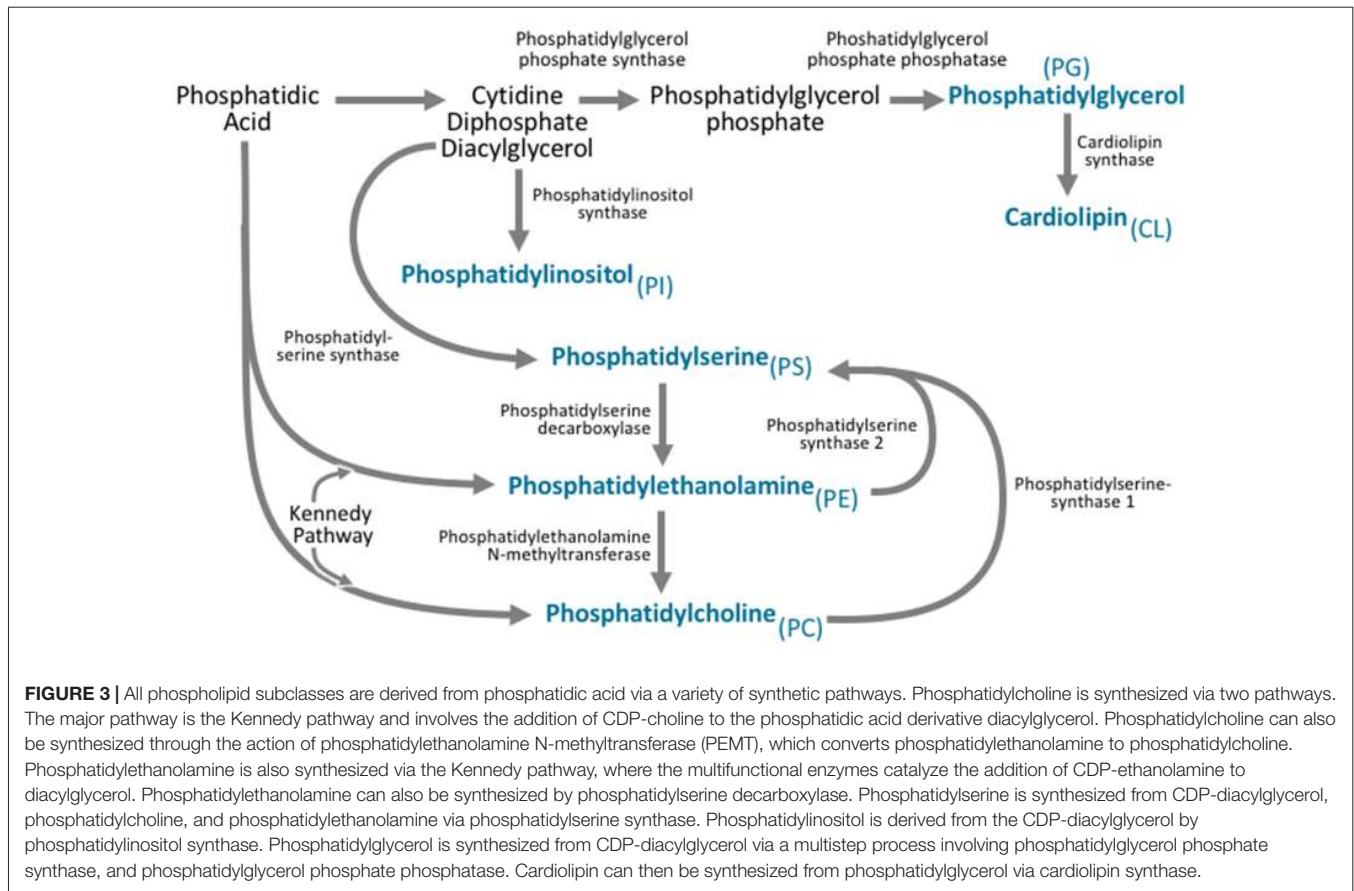 Phosphatidylglycerol
phosphate synthase
Phoshatidylglycerol
phosphate phosphatase
(PG)
Phosphatidic
Acid
Cytidine
Diphosphate
Diacylglycerol
Phosphatidylglycerol
phosphate
Phosphatidylglycerol
Cardiolipin
synthase
Phosphatidylinositol
synthase
Cardiolipin (CL)
Phosphatidylinositol (PI)
Phosphatidyl-
serine synthase
Phosphatidylserine (PS)
Phosphatidylserine
decarboxylase
Phosphatidylserine
synthase 2
Phosphatidylethanolamine (PE)
Phosphatidylserine-
synthase 1
Kennedy
Pathway
Phosphatidylethanolamine
N-methyltransferase
Phosphatidylcholine (PC)
FIGURE 3 | All phospholipid subclasses are derived from phosphatidic acid via a variety of synthetic pathways. Phosphatidylcholine is synthesized via two pathways.
The major pathway is the Kennedy pathway and involves the addition of CDP-choline to the phosphatidic acid derivative diacylglycerol. Phosphatidylcholine can also
be synthesized through the action of phosphatidylethanolamine N-methyltransferase (PEMT), which converts phosphatidylethanolamine to phosphatidylcholine.
Phosphatidylethanolamine is also synthesized via the Kennedy pathway, where the multifunctional enzymes catalyze the addition of CDP-ethanolamine to
diacylglycerol. Phosphatidylethanolamine can also be synthesized by phosphatidylserine decarboxylase. Phosphatidylserine is synthesized from CDP-diacylglycerol,
phosphatidylcholine, and phosphatidylethanolamine via phosphatidylserine synthase. Phosphatidylinositol is derived from the CDP-diacylglycerol by
phosphatidylinositol synthase. Phosphatidylglycerol is synthesized from CDP-diacylglycerol via a multistep process involving phosphatidylglycerol phosphate
synthase, and phosphatidylglycerol phosphate phosphatase. Cardiolipin can then be synthesized from phosphatidylglycerol via cardiolipin synthase.